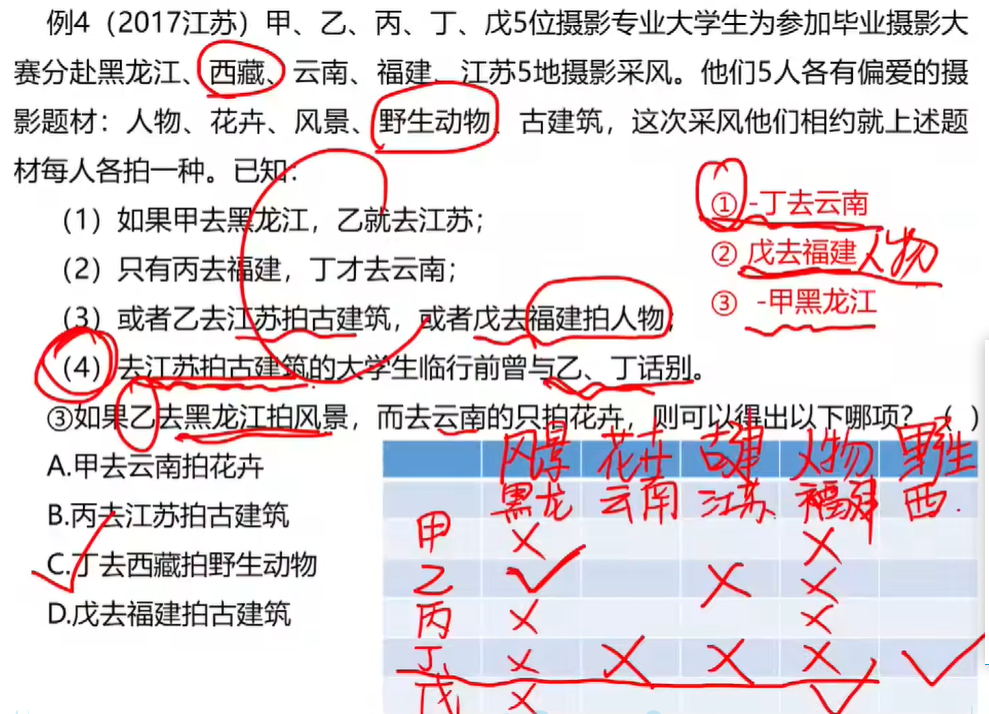 例4（2017江苏）甲、乙、丙、丁、戊5位摄影专业大学生为参加毕业摄影大
赛分赴黑龙江、西藏、云南、福建、江苏5地摄影采风。他们5人各有偏爱的摄
影题材：人物、花卉、风景、野生动物、古建筑，这次采风他们相约就上述题
材每人各拍一种。已知：
（1）如果甲去黑龙江，乙就去江苏；
（2）只有丙去福建，丁才去云南；
（3）或者乙去江苏拍古建筑，或者戊去福建拍人物；
（4）去江苏拍古建筑的大学生临行前曾与乙、丁话别。
① -丁去云南
② 戊去福建人物
③ -甲黑龙江
③如果乙去黑龙江拍风景，而去云南的只拍花卉，则可以得出以下哪项？（ ）
A.甲去云南拍花卉
B.丙去江苏拍古建筑
C.丁去西藏拍野生动物
D.戊去福建拍古建筑
风景 花卉 古建 人物 野生
黑龙 云南 江苏 福建 西
甲
乙
丙
丁
戊